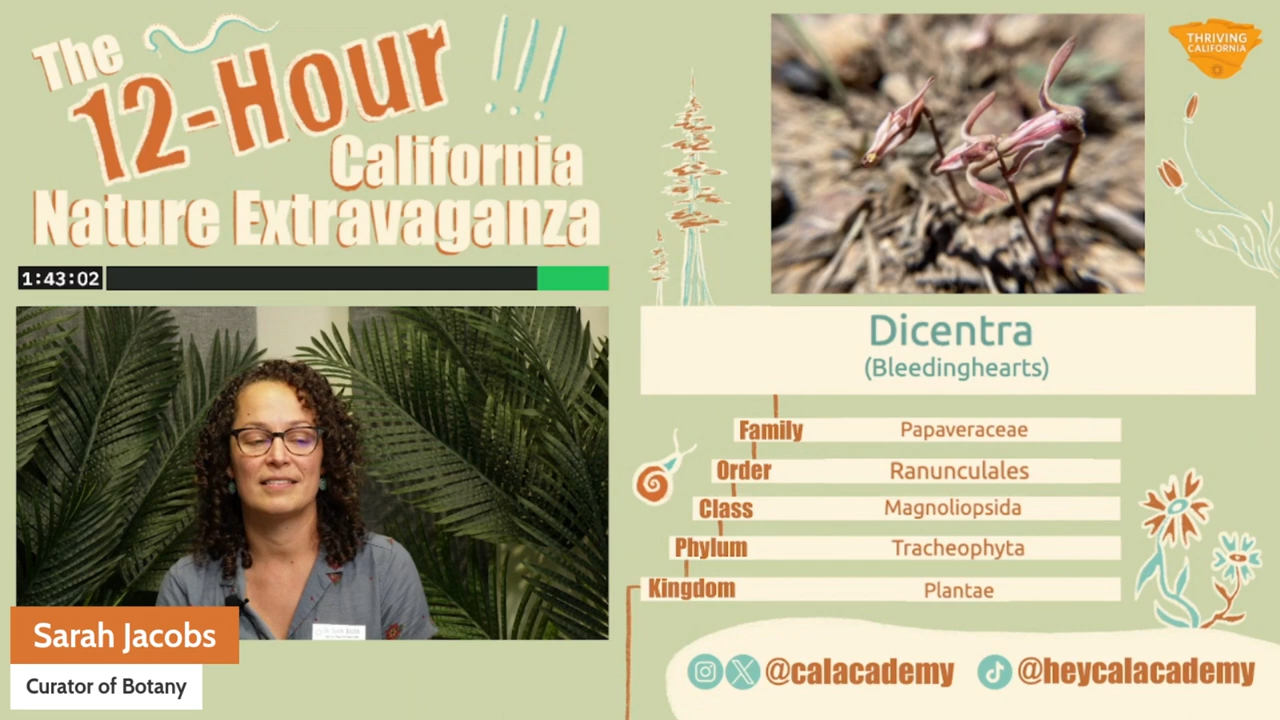 The
12-Hour
!!!
California
Nature Extravaganza
THRIVING
CALIFORNIA
1:43:02
Dicentra
(Bleedinghearts)
Family Papaveraceae
Order Ranunculales
Class Magnoliopsida
Phylum Tracheophyta
Kingdom Plantae
Sarah Jacobs
Curator of Botany
@calacademy @heycalacademy